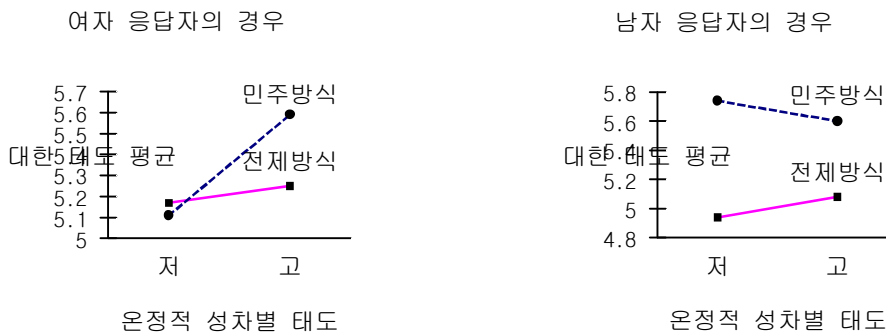 여자 응답자의 경우
5.7
5.6
5.5
5.4
5.3
5.2
5.1
5
대한 태도 평균
민주방식
전제방식
저 고
온정적 성차별 태도
남자 응답자의 경우
5.8
5.6
5.4
5.2
5
4.8
대한 태도 평균
민주방식
전제방식
저 고
온정적 성차별 태도